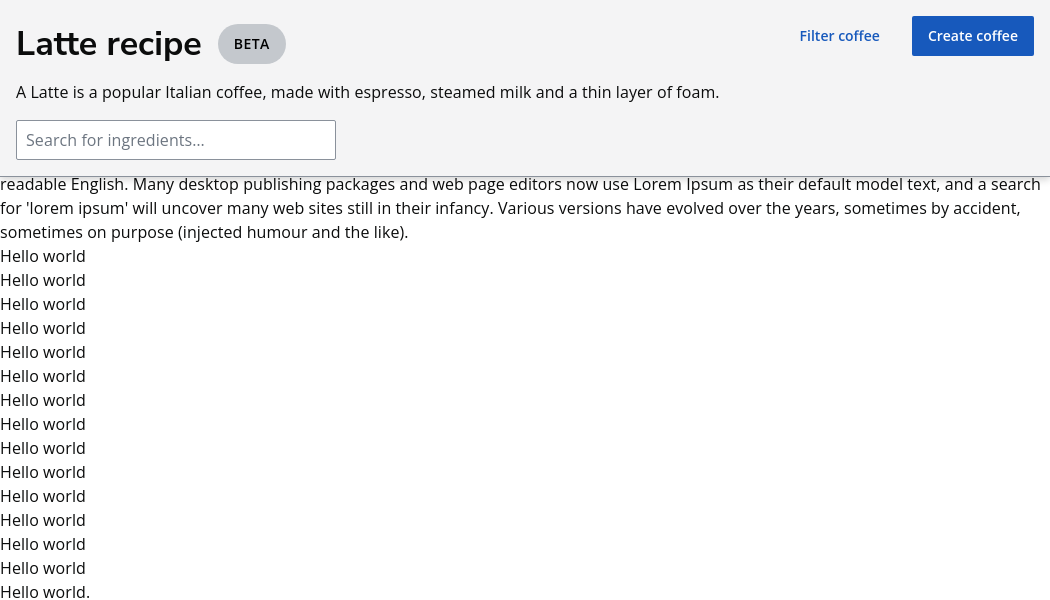 Latte recipe BETA Filter coffee Create coffee
A Latte is a popular Italian coffee, made with espresso, steamed milk and a thin layer of foam.
Search for ingredients...
readable English. Many desktop publishing packages and web page editors now use Lorem Ipsum as their default model text, and a search
for 'lorem ipsum' will uncover many web sites still in their infancy. Various versions have evolved over the years, sometimes by accident,
sometimes on purpose (injected humour and the like).
Hello world
Hello world
Hello world
Hello world
Hello world
Hello world
Hello world
Hello world
Hello world
Hello world
Hello world
Hello world
Hello world
Hello world
Hello world.